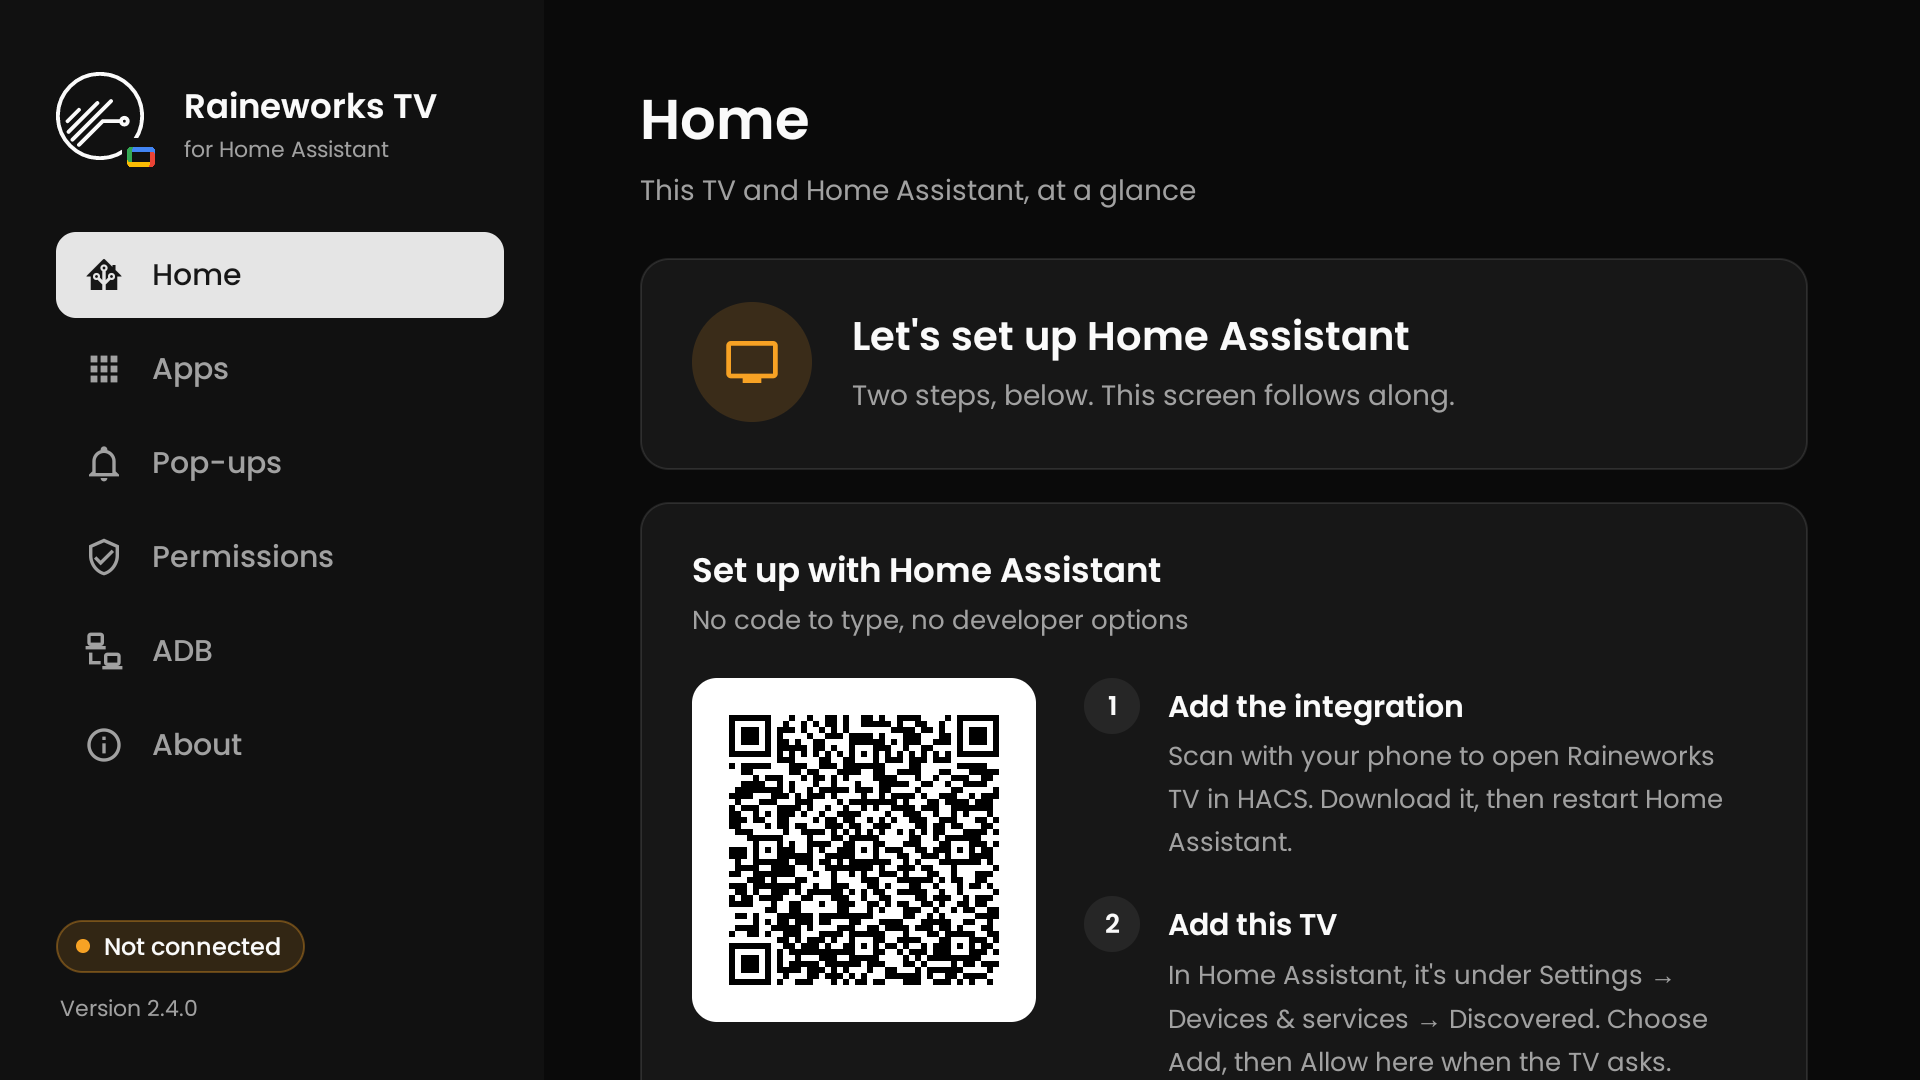 Raineworks TV
for Home Assistant
Home
Apps
Pop-ups
Permissions
ADB
About
Not connected
Version 2.4.0
Home
This TV and Home Assistant, at a glance
Let's set up Home Assistant
Two steps, below. This screen follows along.
Set up with Home Assistant
No code to type, no developer options
1
Add the integration
Scan with your phone to open Raineworks
TV in HACS. Download it, then restart Home
Assistant.
2
Add this TV
In Home Assistant, it's under Settings →
Devices & services → Discovered. Choose
Add, then Allow here when the TV asks.